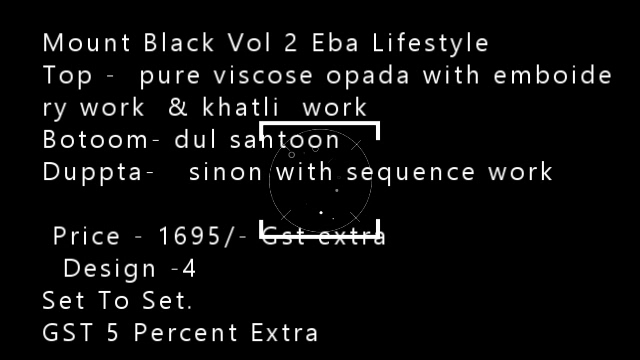 Mount Black Vol 2 Eba Lifestyle
Top - pure viscose opada with emboide
ry work & khatli work
Botoom- dul santoon
Duppta- sinon with sequence work
Price - 1695/- Gst extra
Design -4
Set To Set.
GST 5 Percent Extra